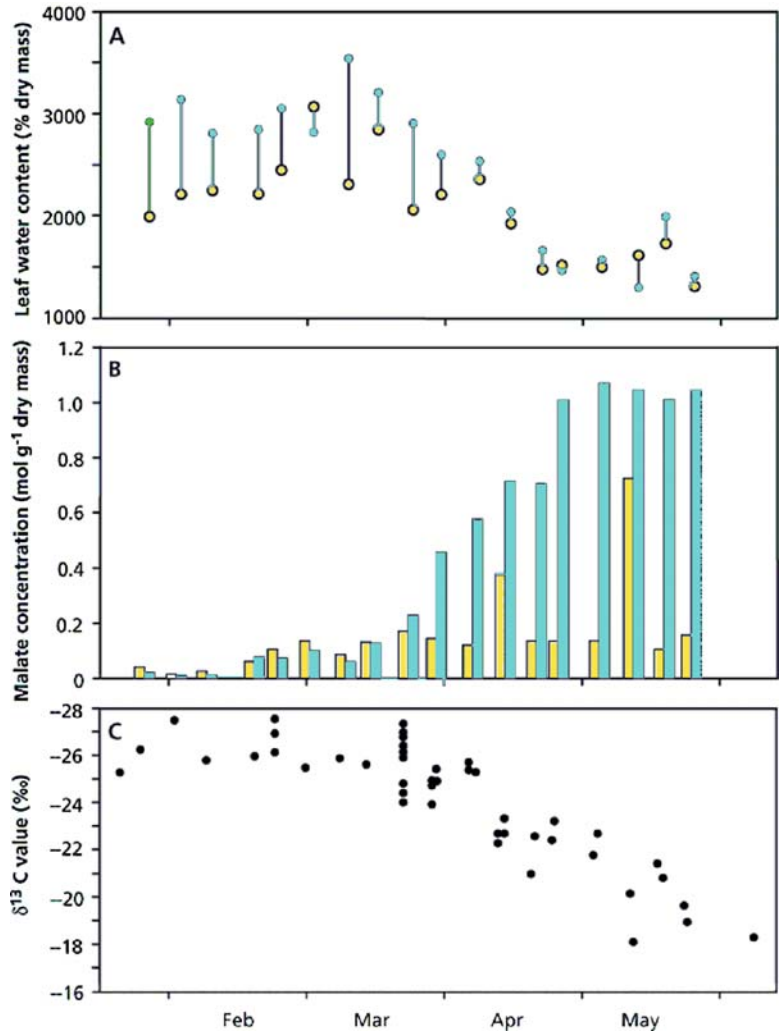 A
Leaf water content (% dry mass)
4000
3000
2000
1000
B
Malate concentration (mol g⁻¹ dry mass)
1.2
1.0
0.8
0.6
0.4
0.2
0
C
δ¹³ C value (‰)
−28
−26
−24
−22
−20
−18
−16
Feb Mar Apr May